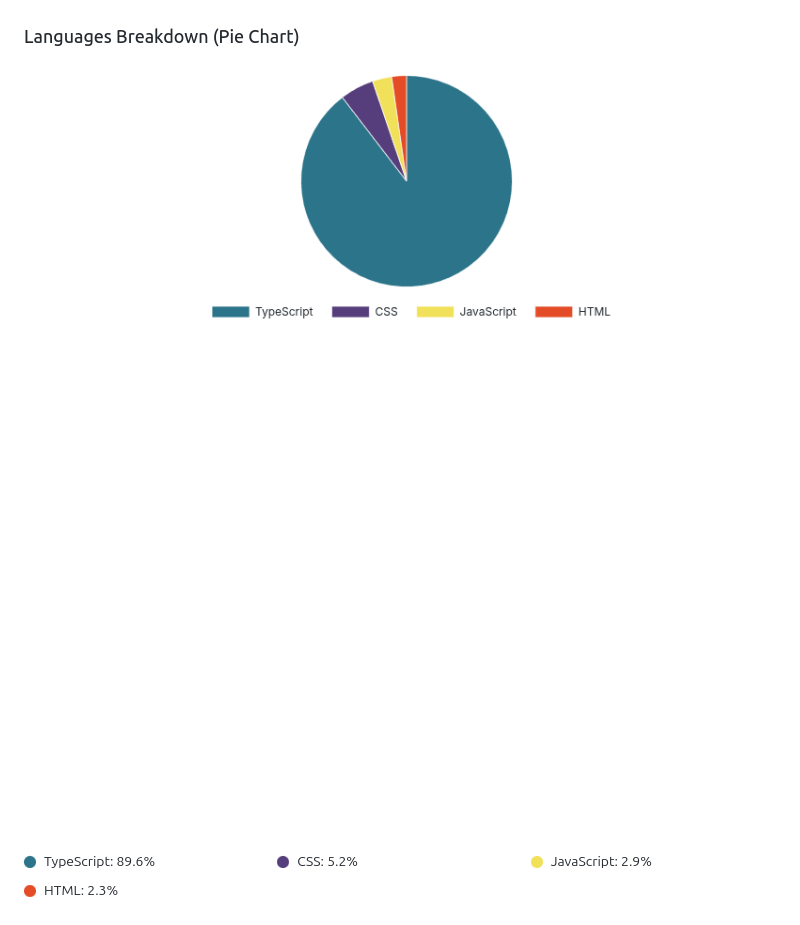 Languages Breakdown (Pie Chart)
TypeScript CSS JavaScript HTML
TypeScript: 89.6% CSS: 5.2% JavaScript: 2.9%
HTML: 2.3%